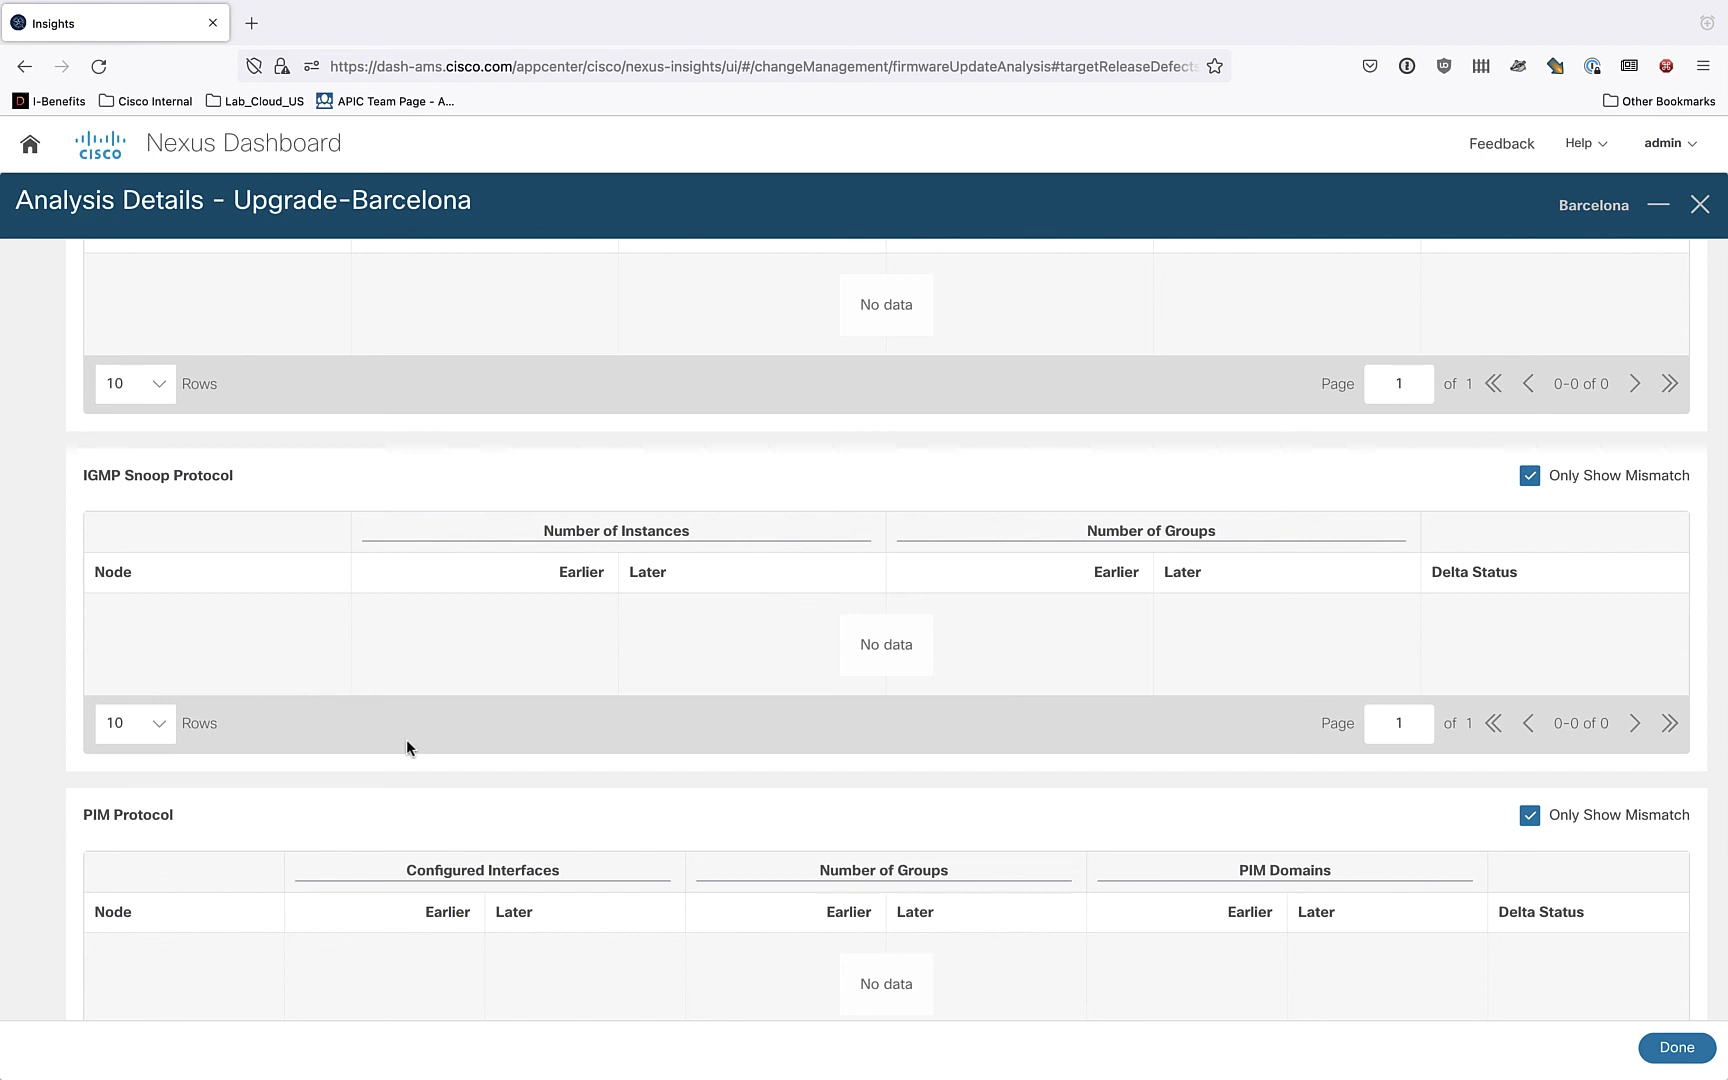 Insights
https://dash-ams.cisco.com/appcenter/cisco/nexus-insights/ui/#/changeManagement/firmwareUpdateAnalysis#targetReleaseDefects
I-Benefits Cisco Internal Lab_Cloud_US APIC Team Page - A... Other Bookmarks
CISCO Nexus Dashboard Feedback Help admin
Analysis Details - Upgrade-Barcelona Barcelona
No data
10 Rows Page 1 of 1 0-0 of 0
IGMP Snoop Protocol Only Show Mismatch
Number of Instances Number of Groups
Node Earlier Later Earlier Later Delta Status
No data
10 Rows Page 1 of 1 0-0 of 0
PIM Protocol Only Show Mismatch
Configured Interfaces Number of Groups PIM Domains
Node Earlier Later Earlier Later Earlier Later Delta Status
No data
Done